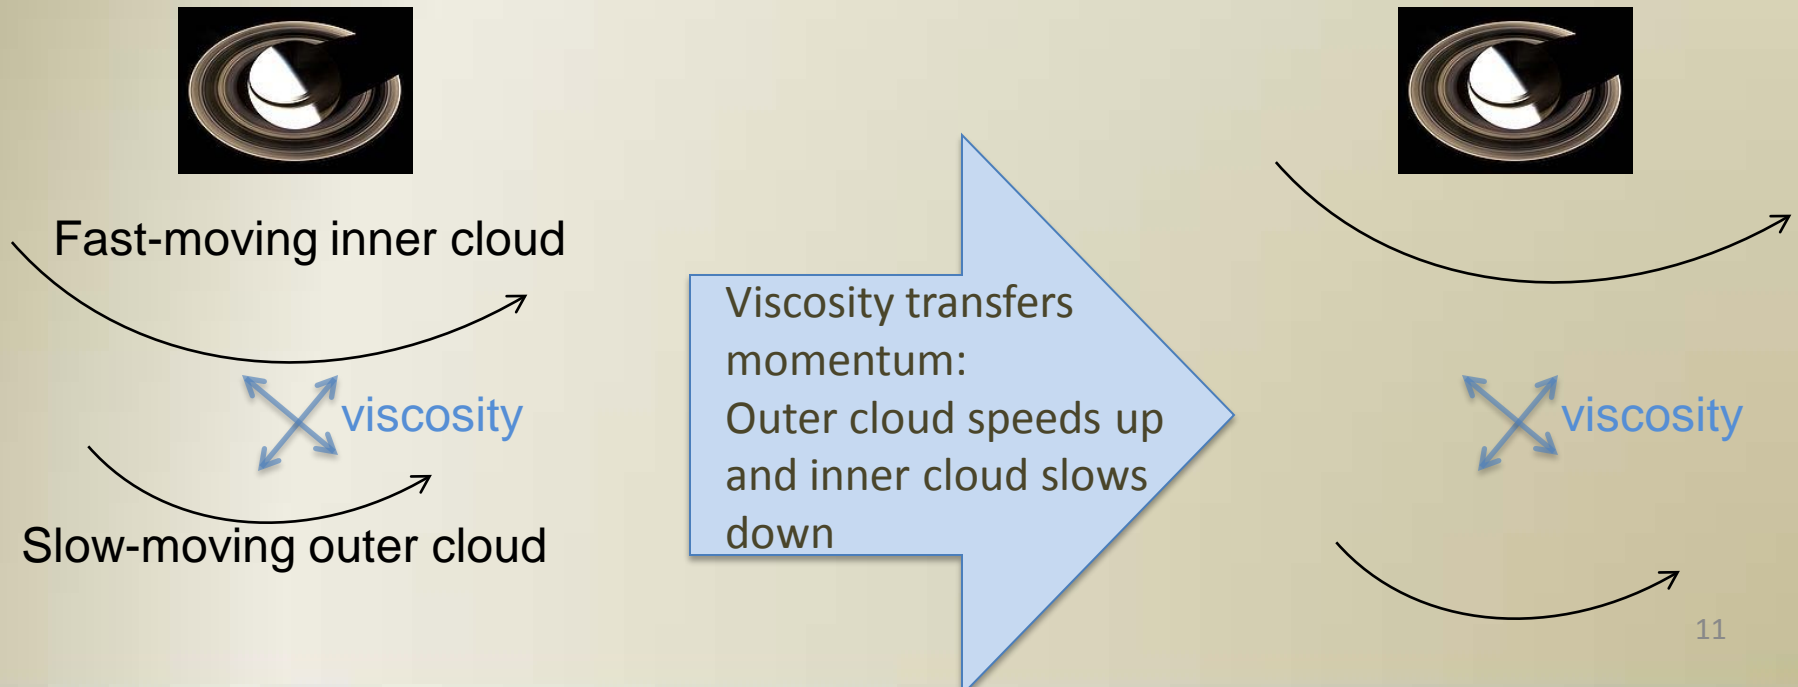 Fast-moving inner cloud
viscosity
Slow-moving outer cloud
Viscosity transfers
momentum:
Outer cloud speeds up
and inner cloud slows
down
viscosity
11